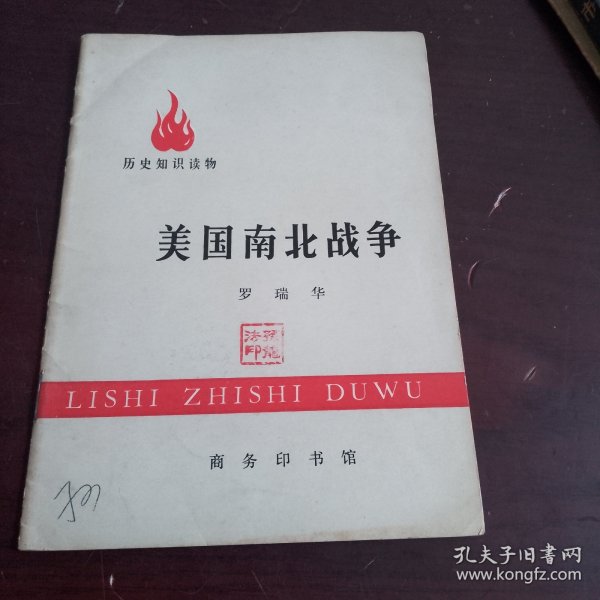 历史知识读物
美国南北战争
罗瑞华
LISHI ZHISHI DUWU
商务印书馆
孔夫子旧书网
www.kongfz.com